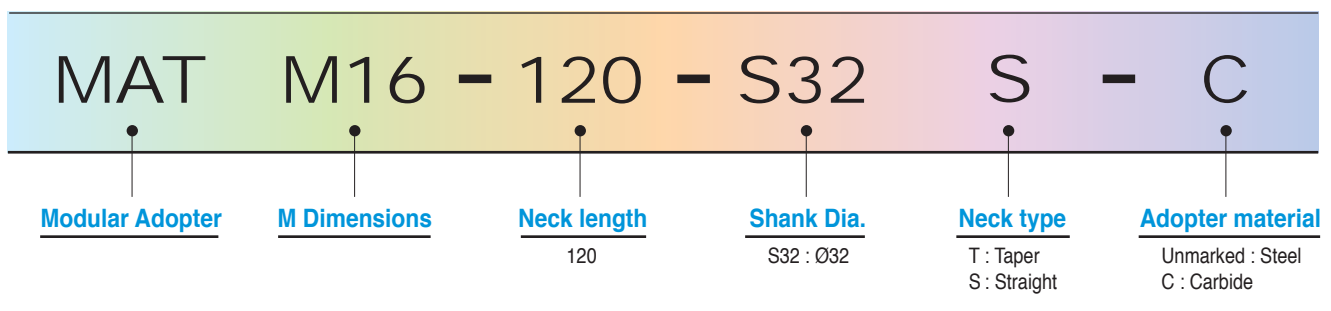 MAT M16 - 120 - S32 S - C
Modular Adopter M Dimensions Neck length Shank Dia. Neck type Adopter material
120 S32 : Ø32 T : Taper Unmarked : Steel
S : Straight C : Carbide